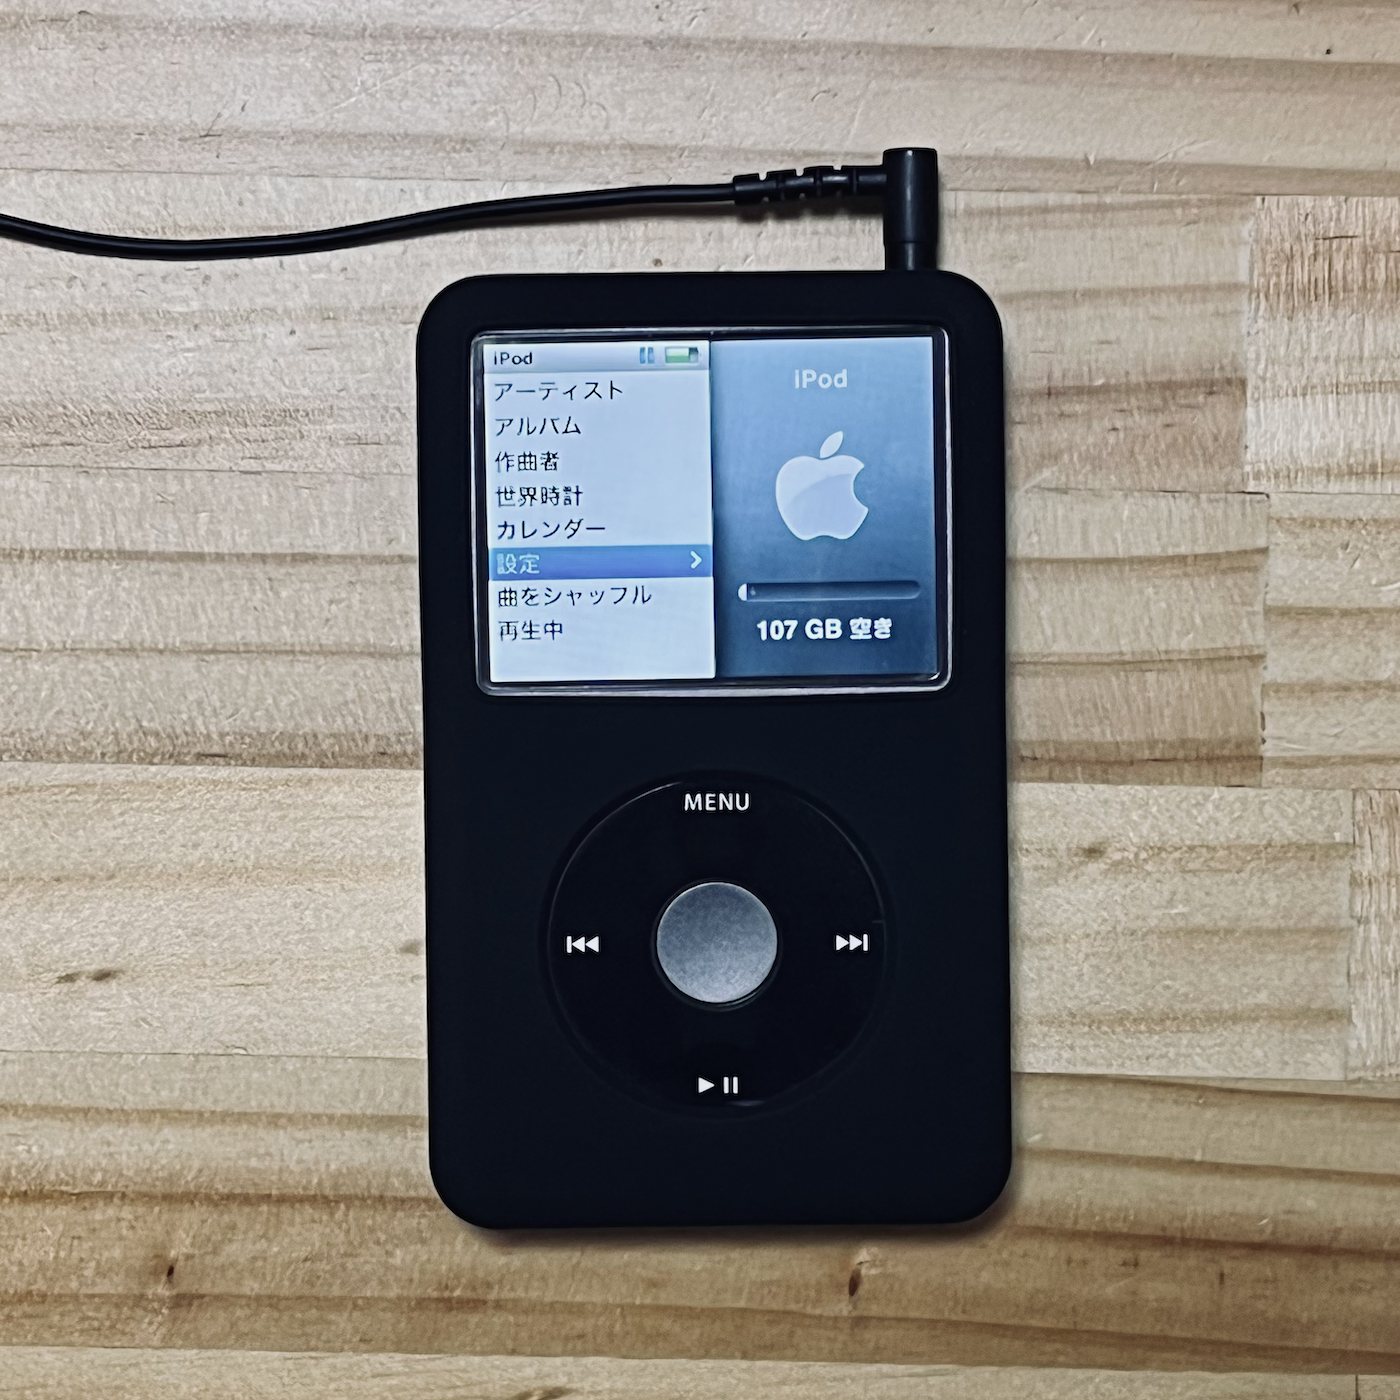 iPod
アーティスト
アルバム
作曲者
世界時計
カレンダー
設定
曲をシャッフル
再生中
iPod
107 GB 空き
MENU